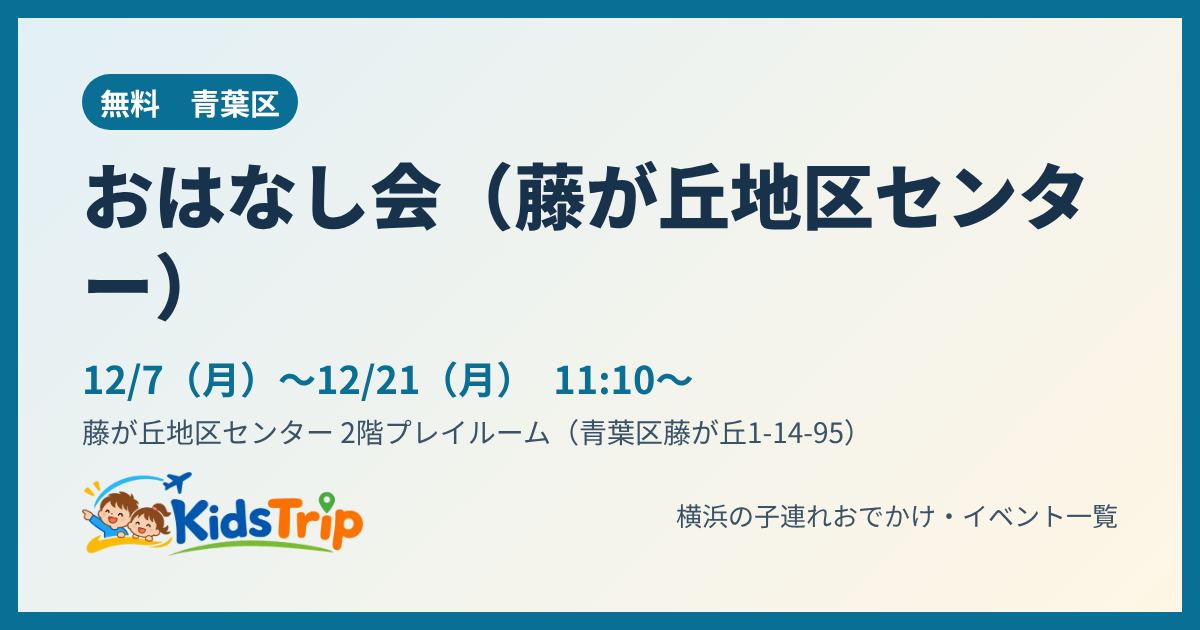 無料　青葉区
おはなし会（藤が丘地区センタ
ー）
12/7（月）〜12/21（月）　11:10〜
藤が丘地区センター 2階プレイルーム（青葉区藤が丘1-14-95）
KidsTrip
横浜の子連れおでかけ・イベント一覧